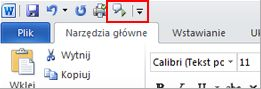 Plik Narzędzia główne Wstawianie
Wytnij
Calibri (Tekst pc 11
Kopiuj
Wklej